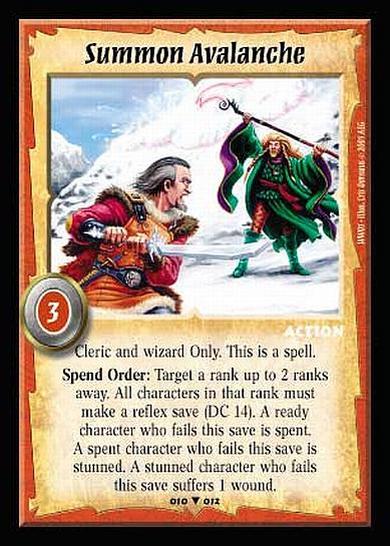 Summon Avalanche
3
ACTION
Cleric and wizard Only. This is a spell.
Spend Order: Target a rank up to 2 ranks
away. All characters in that rank must
make a reflex save (DC 14). A ready
character who fails this save is spent.
A spent character who fails this save is
stunned. A stunned character who fails
this save suffers 1 wound.
010 ▼ 012